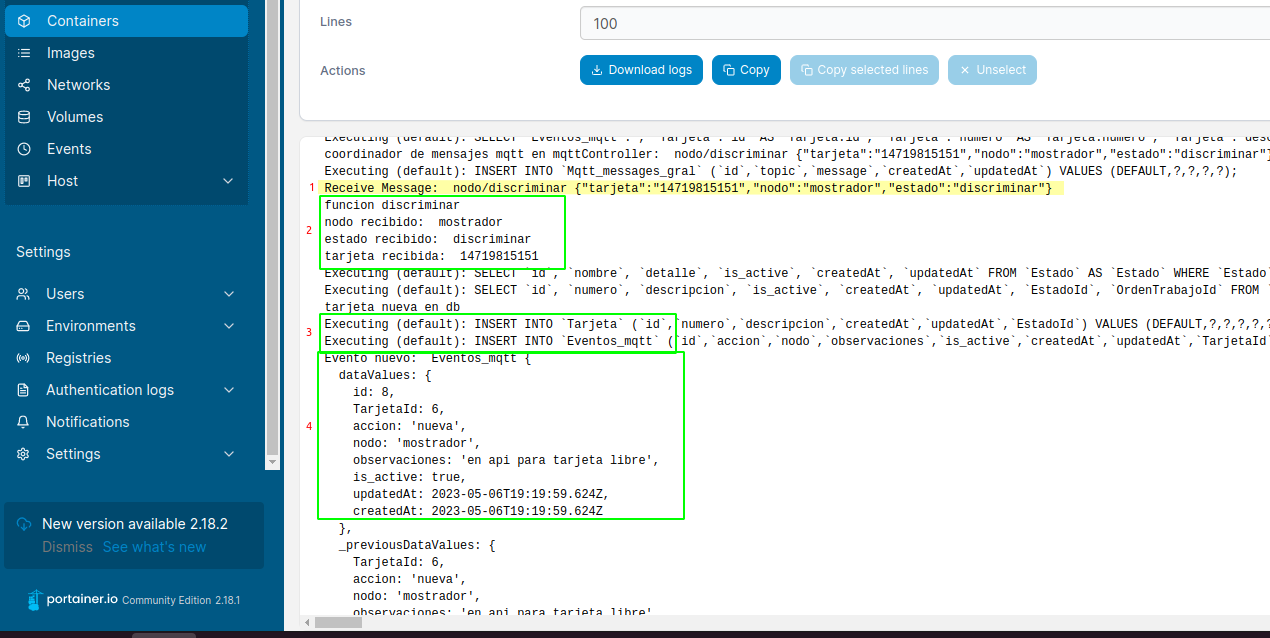 Containers
Images
Networks
Volumes
Events
Host
Settings
Users
Environments
Registries
Authentication logs
Notifications
Settings
New version available 2.18.2
Dismiss See what's new
portainer.io Community Edition 2.18.1
Lines
100
Actions
Download logs Copy Copy selected lines Unselect
Executing (default): SELECT `Eventos_mqtt`.*, `Tarjeta`.`id` AS `Tarjeta.id`, `Tarjeta`.`numero` AS `Tarjeta.numero`, `Tarjeta`.`desc
coordinador de mensajes mqtt en mqttController:  nodo/discriminar {"tarjeta":"14719815151","nodo":"mostrador","estado":"discriminar"}
Executing (default): INSERT INTO `Mqtt_messages_gral` (`id`,`topic`,`message`,`createdAt`,`updatedAt`) VALUES (DEFAULT,?,?,?,?);
1 Receive Message:  nodo/discriminar {"tarjeta":"14719815151","nodo":"mostrador","estado":"discriminar"}
funcion discriminar
2 nodo recibido:  mostrador
estado recibido:  discriminar
tarjeta recibida:  14719815151
Executing (default): SELECT `id`, `nombre`, `detalle`, `is_active`, `createdAt`, `updatedAt` FROM `Estado` AS `Estado` WHERE `Estado`
Executing (default): SELECT `id`, `numero`, `descripcion`, `is_active`, `createdAt`, `updatedAt`, `EstadoId`, `OrdenTrabajoId` FROM `
tarjeta nueva en db
3 Executing (default): INSERT INTO `Tarjeta` (`id`,`numero`,`descripcion`,`createdAt`,`updatedAt`,`EstadoId`) VALUES (DEFAULT,?,?,?,?,?
Executing (default): INSERT INTO `Eventos_mqtt` (`id`,`accion`,`nodo`,`observaciones`,`is_active`,`createdAt`,`updatedAt`,`TarjetaId`
Evento nuevo:  Eventos_mqtt {
dataValues: {
id: 8,
TarjetaId: 6,
4 accion: 'nueva',
nodo: 'mostrador',
observaciones: 'en api para tarjeta libre',
is_active: true,
updatedAt: 2023-05-06T19:19:59.624Z,
createdAt: 2023-05-06T19:19:59.624Z
},
_previousDataValues: {
TarjetaId: 6,
accion: 'nueva',
nodo: 'mostrador',
observaciones: 'en api para tarjeta libre'